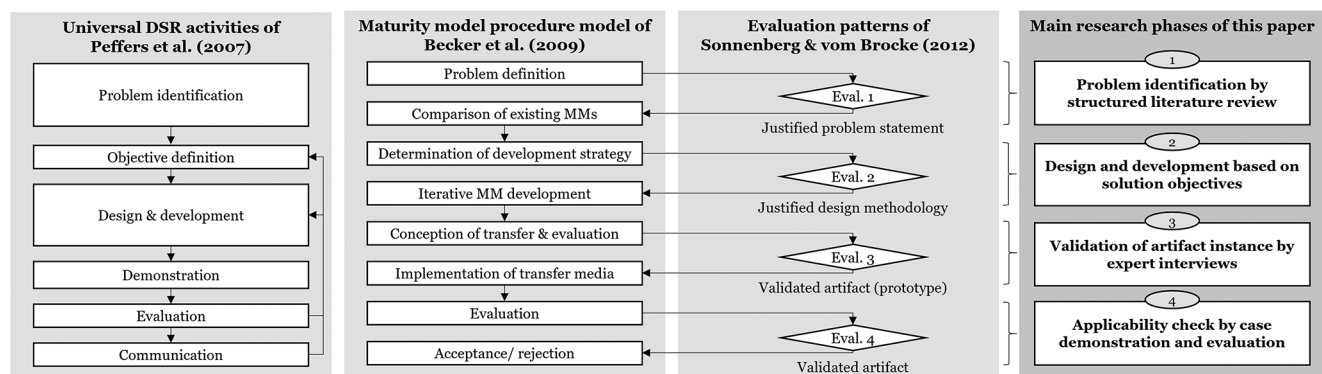 Universal DSR activities of
Peffers et al. (2007)
Problem identification
Objective definition
Design & development
Demonstration
Evaluation
Communication
Maturity model procedure model of
Becker et al. (2009)
Problem definition
Comparison of existing MMs
Determination of development strategy
Iterative MM development
Conception of transfer & evaluation
Implementation of transfer media
Evaluation
Acceptance/ rejection
Evaluation patterns of
Sonnenberg & vom Brocke (2012)
Eval. 1
Justified problem statement
Eval. 2
Justified design methodology
Eval. 3
Validated artifact (prototype)
Eval. 4
Validated artifact
Main research phases of this paper
1
Problem identification by
structured literature review
2
Design and development based on
solution objectives
3
Validation of artifact instance by
expert interviews
4
Applicability check by case
demonstration and evaluation